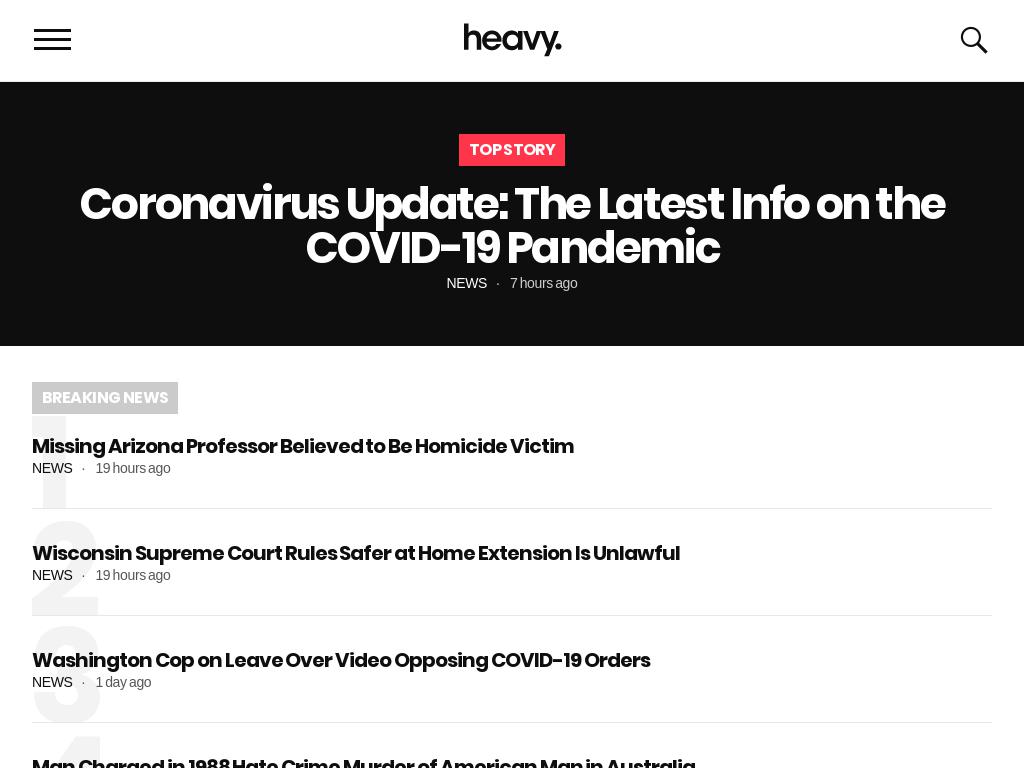 heavy.
TOP STORY
Coronavirus Update: The Latest Info on the
COVID-19 Pandemic
NEWS · 7 hours ago
BREAKING NEWS
1
Missing Arizona Professor Believed to Be Homicide Victim
NEWS · 19 hours ago
2
Wisconsin Supreme Court Rules Safer at Home Extension Is Unlawful
NEWS · 19 hours ago
3
Washington Cop on Leave Over Video Opposing COVID-19 Orders
NEWS · 1 day ago
4
Man Charged in 1988 Hate Crime Murder of American Man in Australia